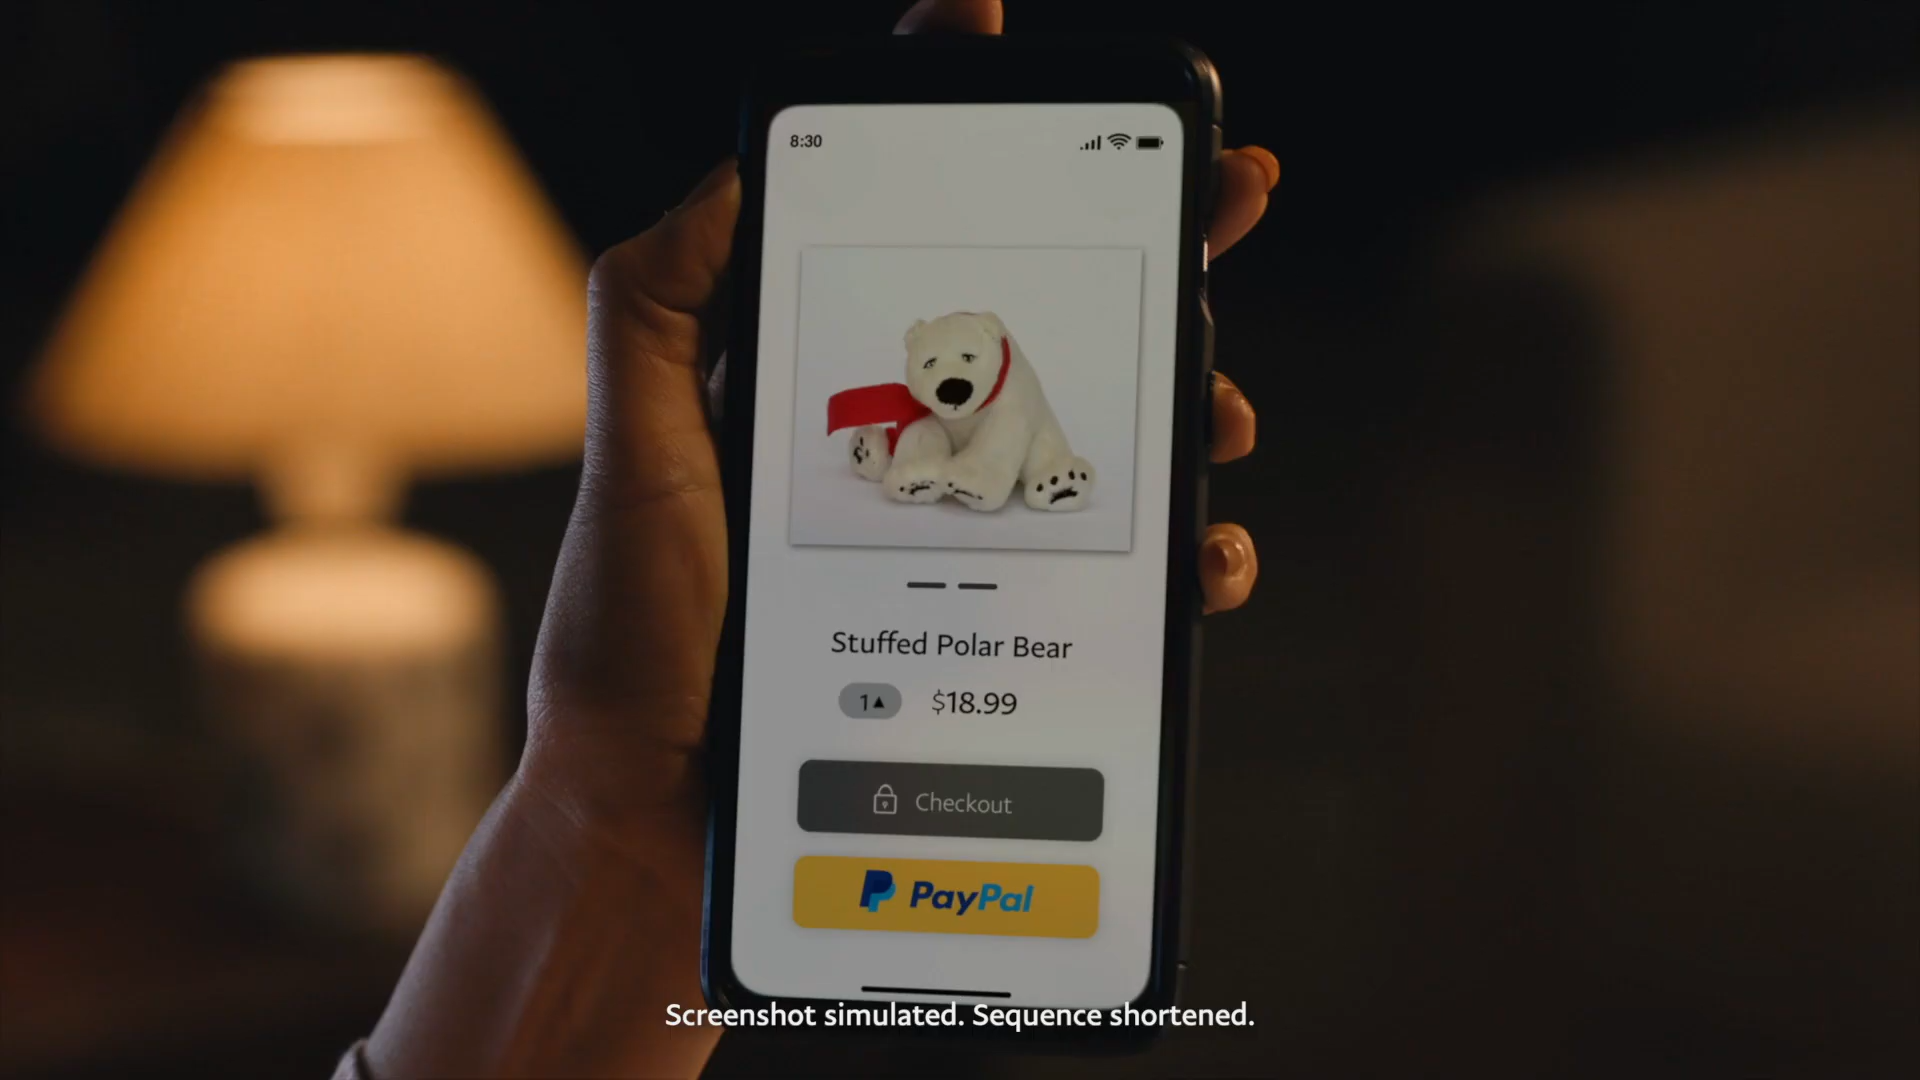 8:30
Stuffed Polar Bear
1▲ $18.99
Checkout
PayPal
Screenshot simulated. Sequence shortened.